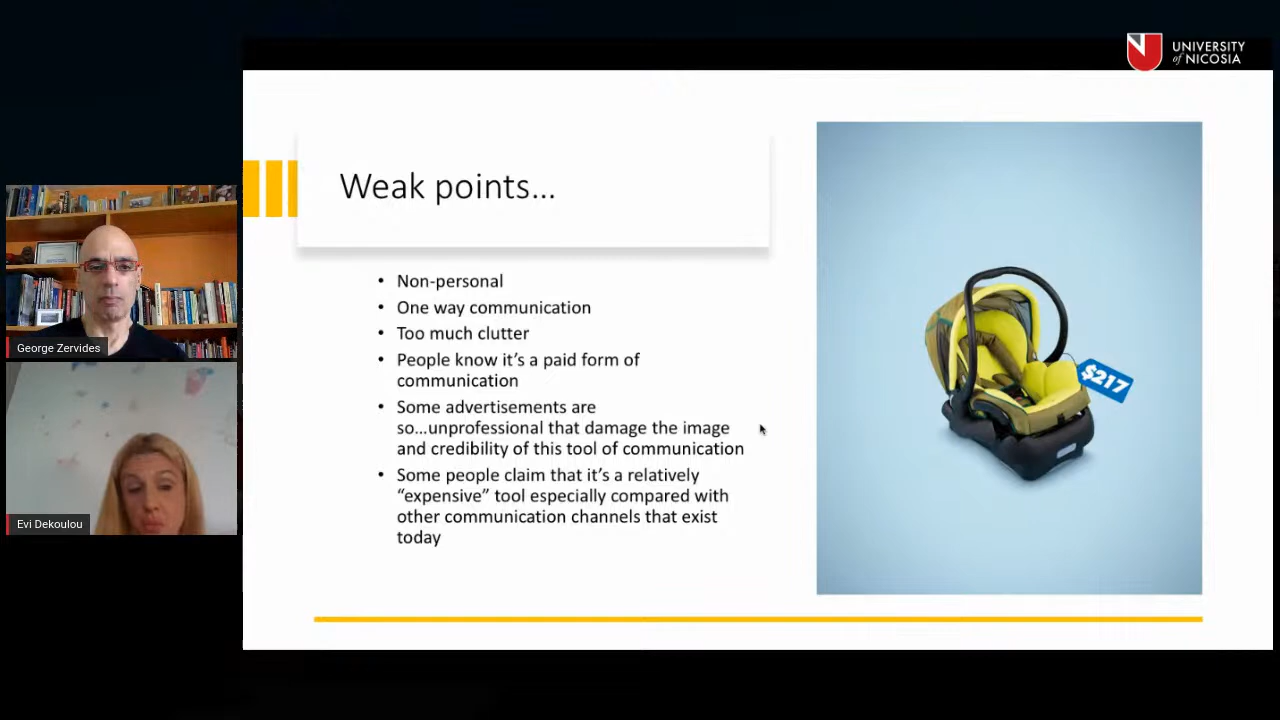 UNIVERSITY
of NICOSIA
Weak points...
• Non-personal
• One way communication
• Too much clutter
• People know it's a paid form of
communication
• Some advertisements are
so...unprofessional that damage the image
and credibility of this tool of communication
• Some people claim that it's a relatively
“expensive” tool especially compared with
other communication channels that exist
today
$217
George Zervides
Evi Dekoulou